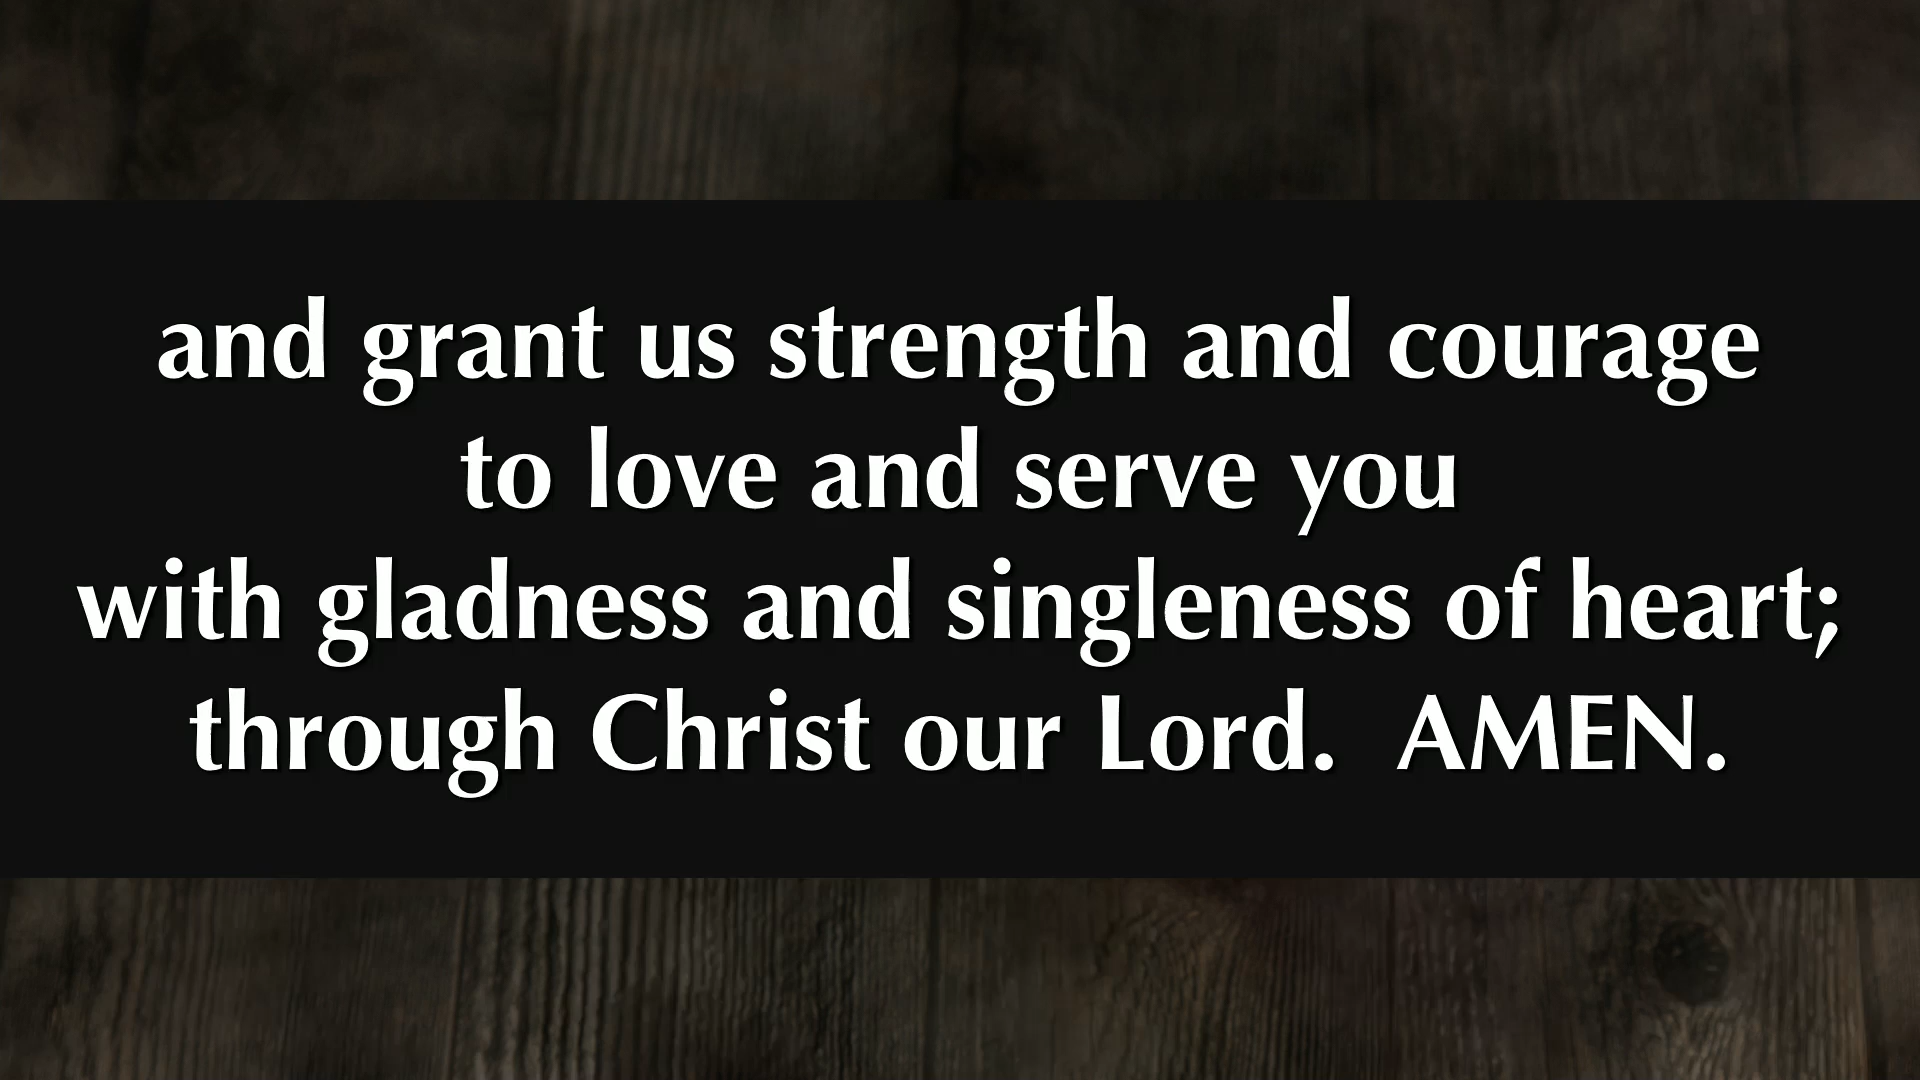 and grant us strength and courage
to love and serve you
with gladness and singleness of heart;
through Christ our Lord.  AMEN.